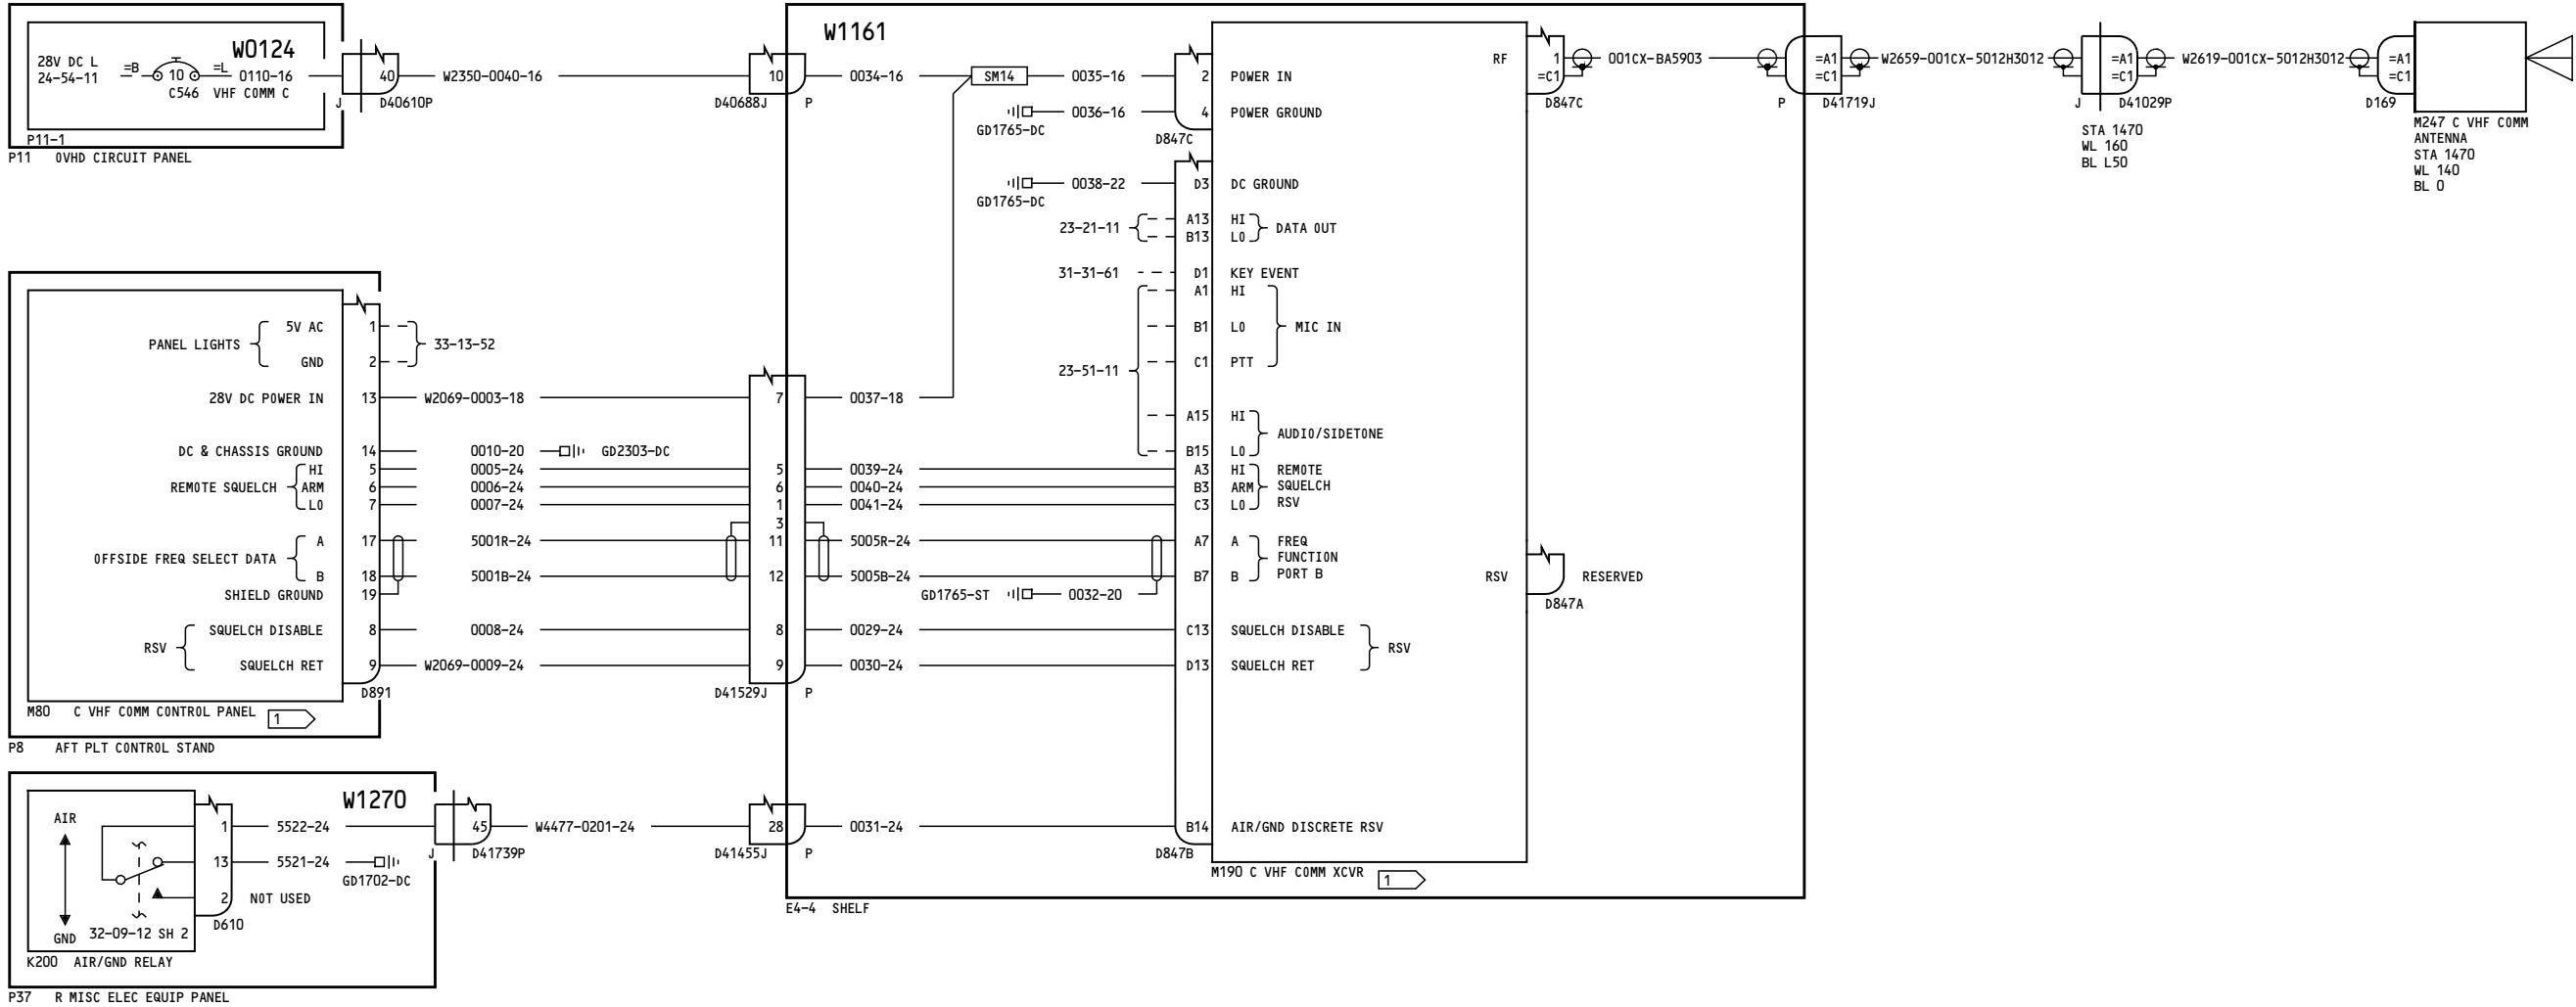 28V DC L
24-54-11
=B
10
C546
=L
W0124
0110-16
VHF COMM C
P11-1
P11 OVHD CIRCUIT PANEL
J
40
D40610P
W2350-0040-16
10
D40688J
P
W1161
0034-16
SM14
0035-16
2
POWER IN
GD1765-DC
0036-16
4
POWER GROUND
D847C
GD1765-DC
0038-22
D3
DC GROUND
23-21-11
A13
HI
B13
LO
DATA OUT
31-31-61
D1
KEY EVENT
23-51-11
A1
HI
B1
LO
C1
PTT
MIC IN
A15
HI
B15
LO
AUDIO/SIDETONE
RF
1
=C1
D847C
001CX-BA5903
P
=A1
=C1
D41719J
W2659-001CX-5012H3012
J
=A1
=C1
D41029P
STA 1470
WL 160
BL L50
W2619-001CX-5012H3012
=A1
=C1
D169
M247 C VHF COMM
ANTENNA
STA 1470
WL 140
BL 0
PANEL LIGHTS
5V AC
1
GND
2
33-13-52
28V DC POWER IN
13
W2069-0003-18
7
0037-18
DC & CHASSIS GROUND
14
0010-20
GD2303-DC
REMOTE SQUELCH
HI
5
0005-24
5
0039-24
A3
HI
ARM
6
0006-24
6
0040-24
B3
ARM
LO
7
0007-24
1
0041-24
C3
LO
REMOTE
SQUELCH
RSV
3
OFFSIDE FREQ SELECT DATA
A
17
5001R-24
11
5005R-24
A7
A
B
18
5001B-24
12
5005B-24
B7
B
FREQ
FUNCTION
PORT B
SHIELD GROUND
19
GD1765-ST
0032-20
RSV
SQUELCH DISABLE
8
0008-24
8
0029-24
C13
SQUELCH DISABLE
SQUELCH RET
9
W2069-0009-24
9
0030-24
D13
SQUELCH RET
RSV
D891
D41529J
P
M80 C VHF COMM CONTROL PANEL
1
P8 AFT PLT CONTROL STAND
RSV
RESERVED
D847A
W1270
AIR
GND
32-09-12 SH 2
1
5522-24
13
5521-24
GD1702-DC
2
NOT USED
D610
K200 AIR/GND RELAY
P37 R MISC ELEC EQUIP PANEL
J
45
D41739P
W4477-0201-24
28
D41455J
P
0031-24
B14
AIR/GND DISCRETE RSV
D847B
M190 C VHF COMM XCVR
1
E4-4 SHELF